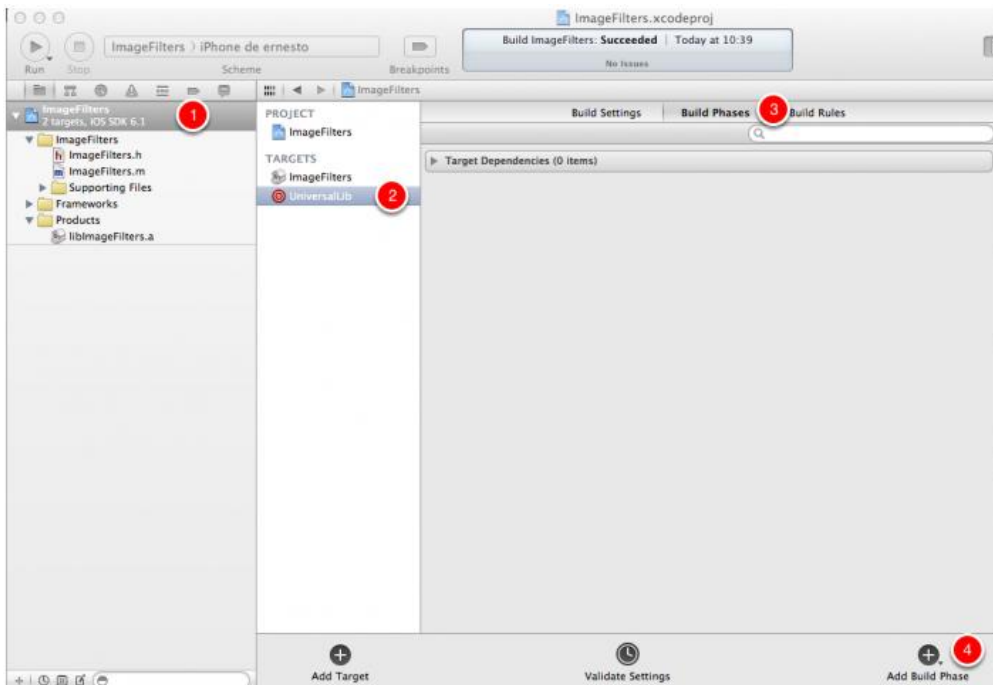 ImageFilters.xcodeproj
ImageFilters > iPhone de ernesto
Build ImageFilters: Succeeded | Today at 10:39
No Issues
Run
Stop
Scheme
Breakpoints
ImageFilters
ImageFilters
2 targets, iOS SDK 6.1
1
ImageFilters
ImageFilters.h
ImageFilters.m
Supporting Files
Frameworks
Products
libImageFilters.a
PROJECT
ImageFilters
TARGETS
ImageFilters
UniversalLib
2
Build Settings
Build Phases
3
Build Rules
Target Dependencies (0 items)
Add Target
Validate Settings
4
Add Build Phase